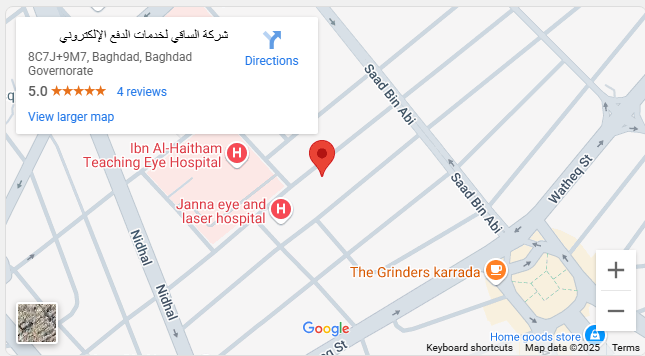 شركة الساقي لخدمات الدفع الإلكتروني
8C7J+9M7, Baghdad, Baghdad
Governorate
5.0
4 reviews
View larger map
Directions
Saad Bin Abi
Ibn Al-Haitham
Teaching Eye Hospital
H
Janna eye and
laser hospital
H
Watheq St
Saad Bin Abi
Nidhal
Nidhal
The Grinders karrada
Home goods store
St
Google
+
−
Keyboard shortcuts
Map data ©2025
Terms